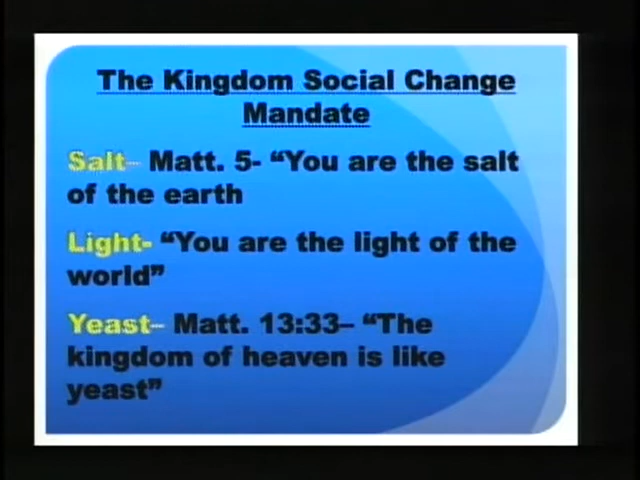 The Kingdom Social Change
Mandate
Salt– Matt. 5- “You are the salt
of the earth
Light- “You are the light of the
world”
Yeast– Matt. 13:33– “The
kingdom of heaven is like
yeast”